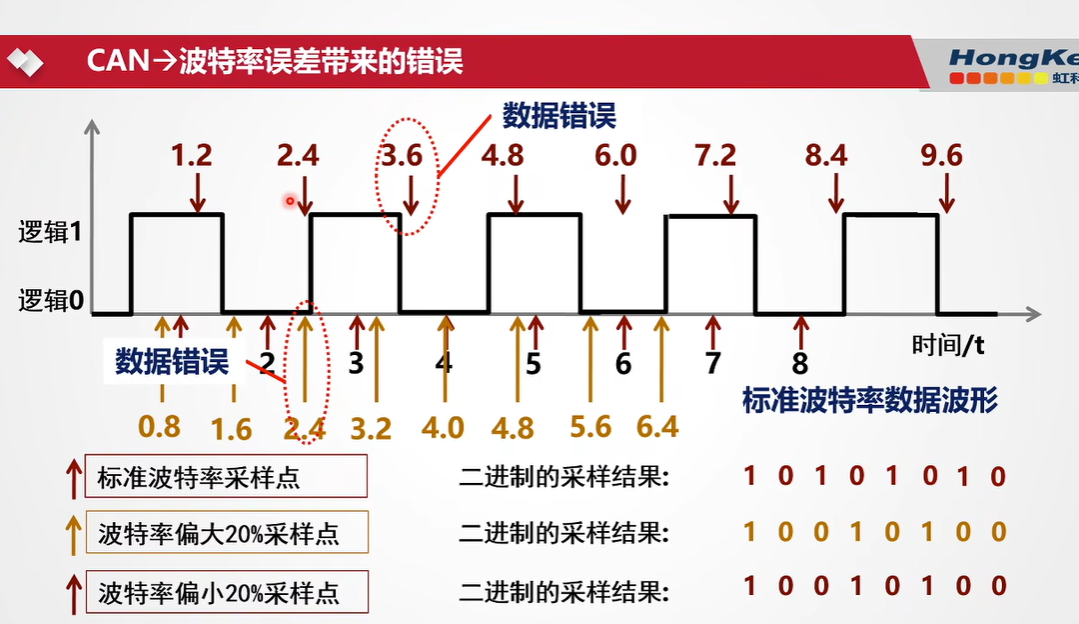 CAN→波特率误差带来的错误
HongKe
虹科
数据错误
1.2 2.4 3.6 4.8 6.0 7.2 8.4 9.6
逻辑1
逻辑0
时间/t
数据错误
2 3 4 5 6 7 8
标准波特率数据波形
0.8 1.6 2.4 3.2 4.0 4.8 5.6 6.4
标准波特率采样点 二进制的采样结果: 1 0 1 0 1 0 1 0
波特率偏大20%采样点 二进制的采样结果: 1 0 0 1 0 1 0 0
波特率偏小20%采样点 二进制的采样结果: 1 0 0 1 0 1 0 0